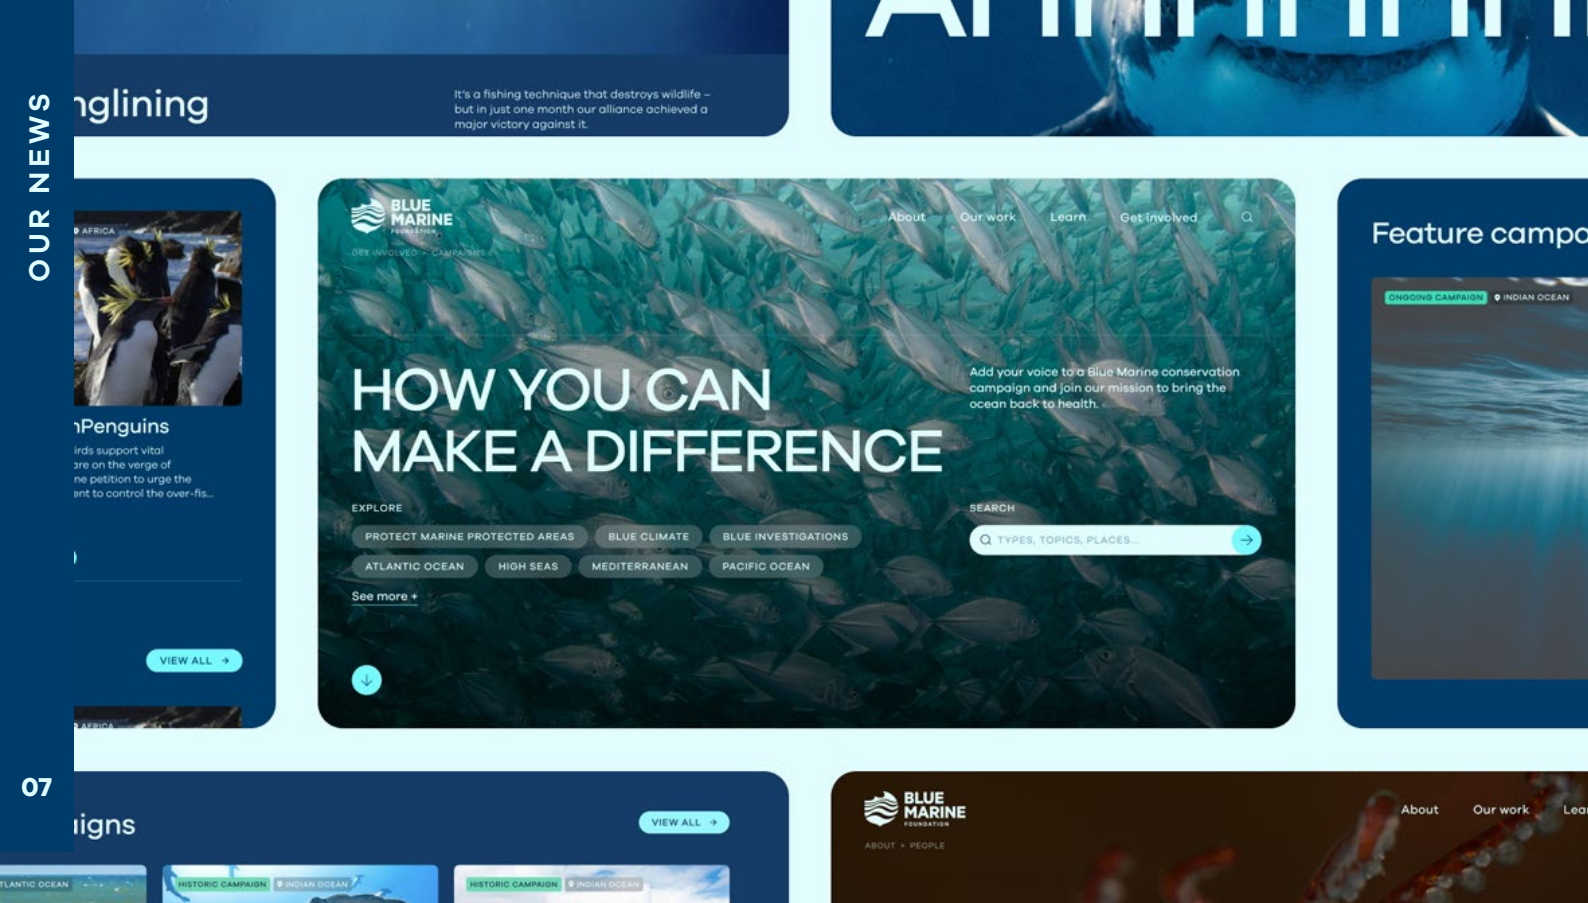 OUR NEWS
07
nglining
It's a fishing technique that destroys wildlife –
but in just one month our alliance achieved a
major victory against it.
AFRICA
nPenguins
irds support vital
are on the verge of
ne petition to urge the
ent to control the over-fis...
VIEW ALL
AFRICA
BLUE
MARINE
FOUNDATION
About
Our work
Learn
Get involved
GET INVOLVED • CAMPAIGNS
HOW YOU CAN
MAKE A DIFFERENCE
Add your voice to a Blue Marine conservation
campaign and join our mission to bring the
ocean back to health.
EXPLORE
PROTECT MARINE PROTECTED AREAS
BLUE CLIMATE
BLUE INVESTIGATIONS
ATLANTIC OCEAN
HIGH SEAS
MEDITERRANEAN
PACIFIC OCEAN
See more +
SEARCH
TYPES, TOPICS, PLACES...
Feature campa
ONGOING CAMPAIGN
INDIAN OCEAN
aigns
VIEW ALL
TLANTIC OCEAN
HISTORIC CAMPAIGN
INDIAN OCEAN
HISTORIC CAMPAIGN
INDIAN OCEAN
BLUE
MARINE
FOUNDATION
About
Our work
Lea
ABOUT • PEOPLE